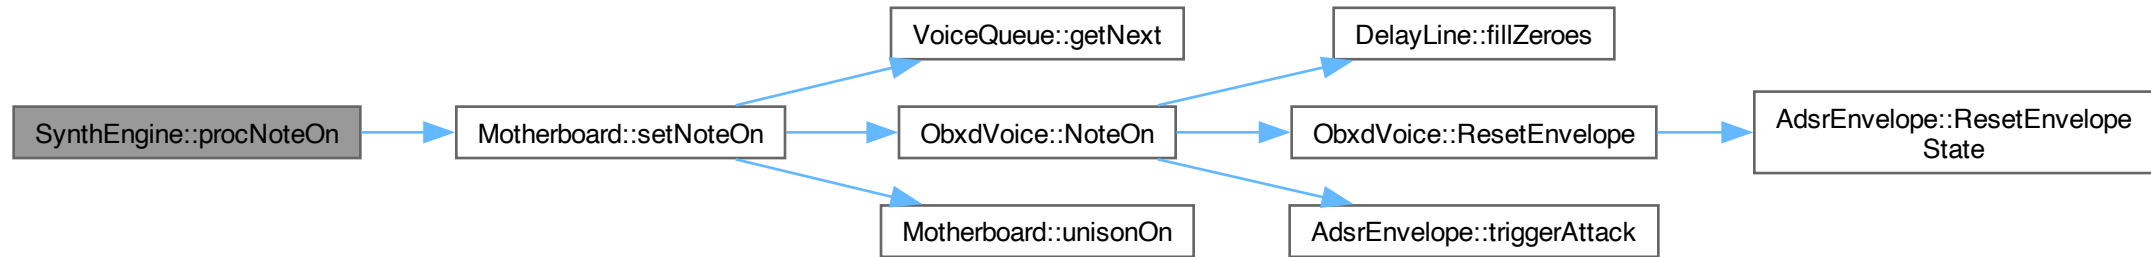 VoiceQueue::getNext
DelayLine::fillZeroes
SynthEngine::procNoteOn
Motherboard::setNoteOn
ObxdVoice::NoteOn
ObxdVoice::ResetEnvelope
AdsrEnvelope::ResetEnvelope
State
Motherboard::unisonOn
AdsrEnvelope::triggerAttack